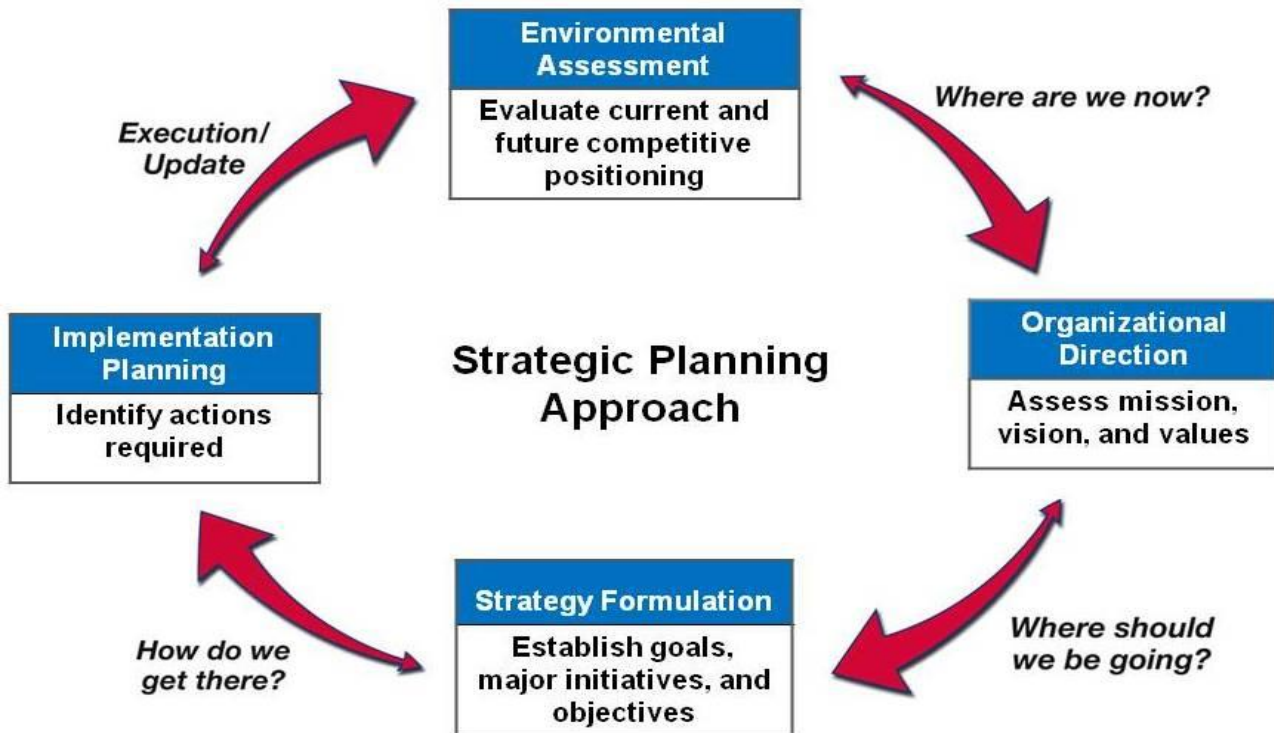 Environmental
Assessment
Evaluate current and
future competitive
positioning
Where are we now?
Organizational
Direction
Assess mission,
vision, and values
Where should
we be going?
Strategy Formulation
Establish goals,
major initiatives, and
objectives
How do we
get there?
Implementation
Planning
Identify actions
required
Execution/
Update
Strategic Planning
Approach